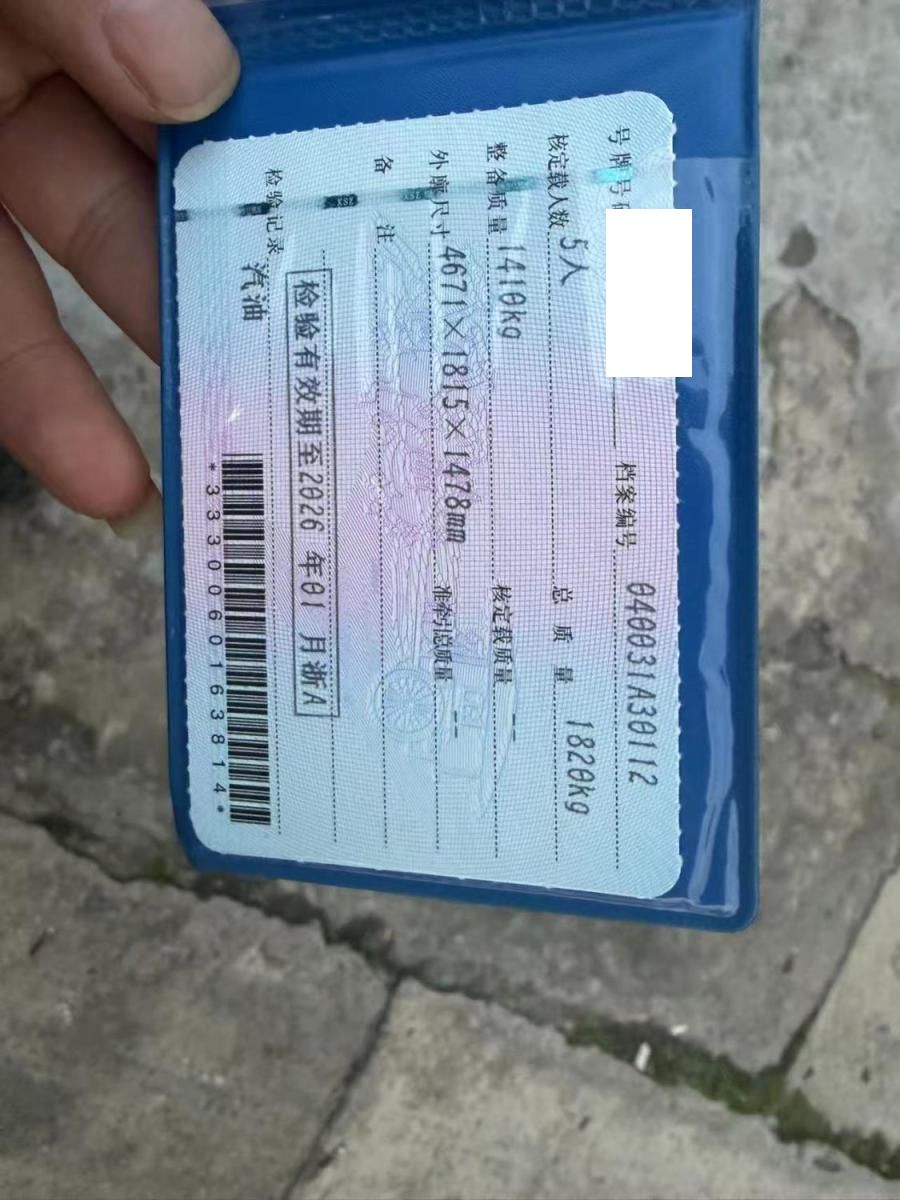 号牌号 档案编号 040031A30112
核定载人数 5人 总质量 1820kg
整备质量 1410kg 核定载质量 --
外廓尺寸 4671×1815×1478mm 准牵引总质量 --
备注
检验有效期至2026 年01 月浙A
检验记录 汽油
*3330060163814*